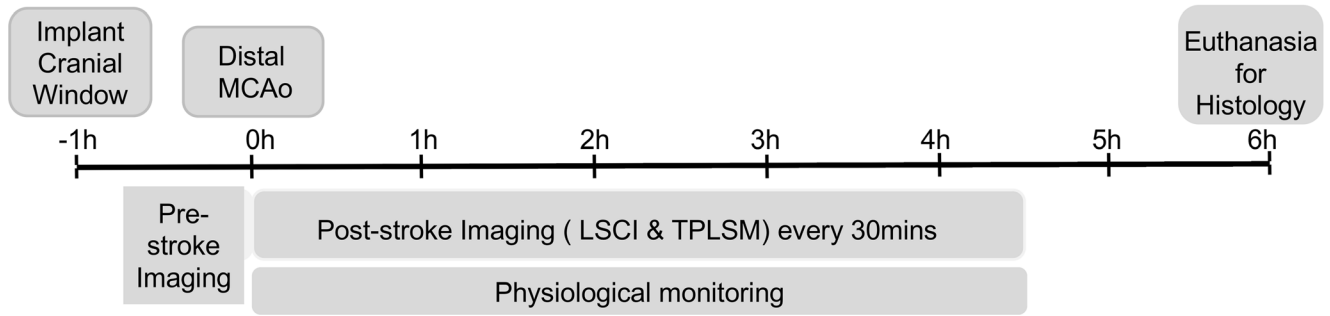 Implant
Cranial
Window
Distal
MCAo
Euthanasia
for
Histology
-1h
0h
1h
2h
3h
4h
5h
6h
Pre-
stroke
Imaging
Post-stroke Imaging ( LSCI & TPLSM) every 30mins
Physiological monitoring